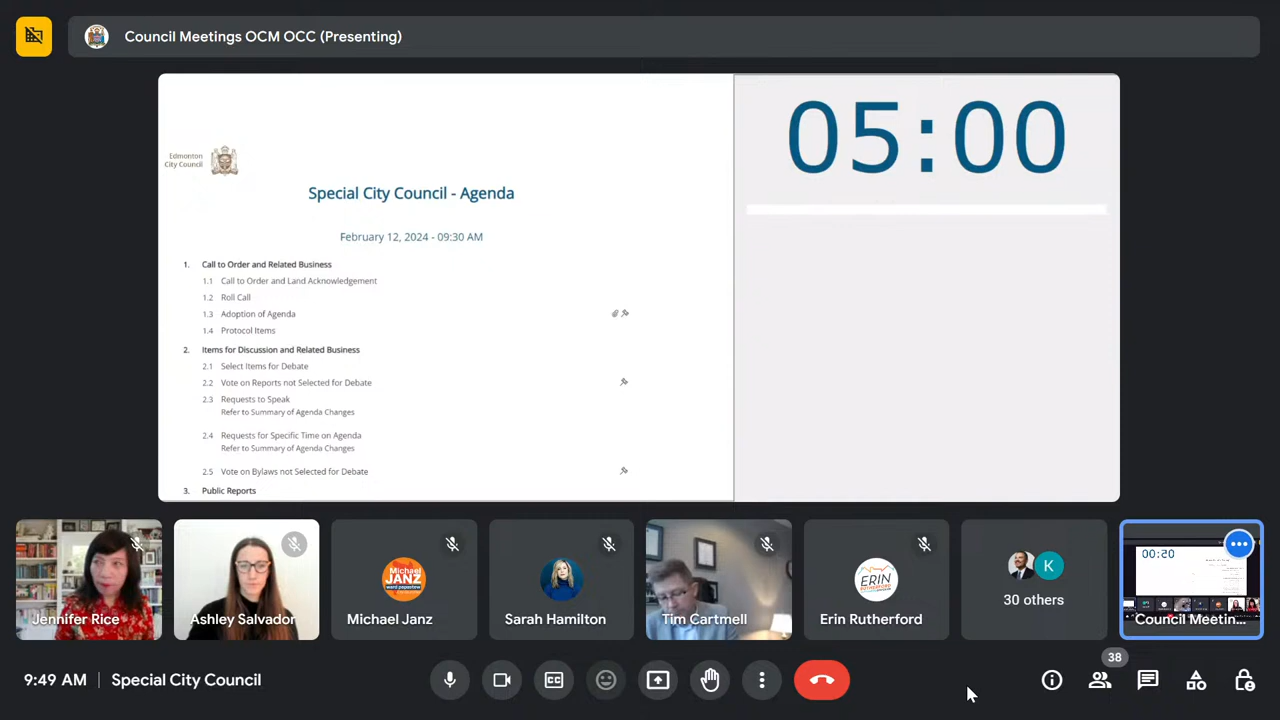 Council Meetings OCM OCC (Presenting)
Edmonton
City Council
Special City Council - Agenda
February 12, 2024 - 09:30 AM
1. Call to Order and Related Business
1.1 Call to Order and Land Acknowledgement
1.2 Roll Call
1.3 Adoption of Agenda
1.4 Protocol Items
2. Items for Discussion and Related Business
2.1 Select Items for Debate
2.2 Vote on Reports not Selected for Debate
2.3 Requests to Speak
Refer to Summary of Agenda Changes
2.4 Requests for Specific Time on Agenda
Refer to Summary of Agenda Changes
2.5 Vote on Bylaws not Selected for Debate
3. Public Reports
05:00
Jennifer Rice
Ashley Salvador
Michael
JANZ
Michael Janz
Sarah Hamilton
Tim Cartmell
ERIN
RUTHERFORD
Erin Rutherford
K
30 others
05:00
Council Meetin...
9:49 AM | Special City Council
CC
38